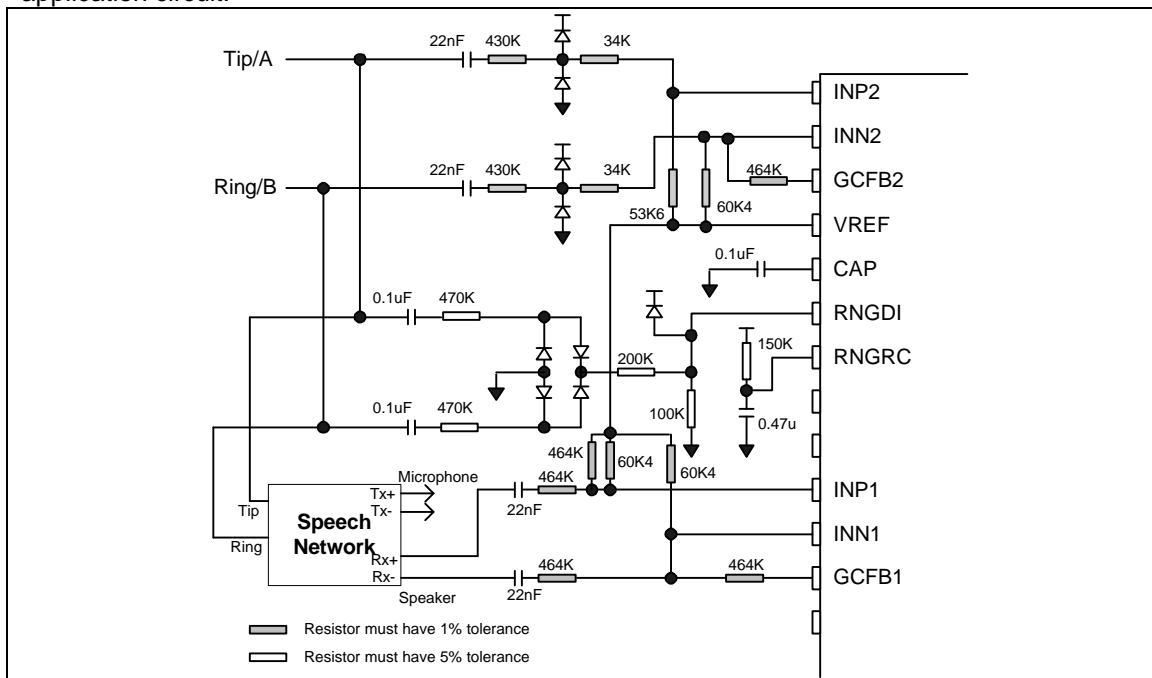 application circuit.
22nF 430K 34K
Tip/A
INP2
INN2
22nF 430K 34K 464K
Ring/B GCFB2
53K6 60K4
VREF
0.1uF
CAP
0.1uF 470K
RNGDI
150K
200K RNGRC
0.1uF 470K 100K 0.47u
464K 60K4 60K4
Microphone 464K
Tx+ INP1
Tip Tx- 22nF
Speech
Network INN1
Ring Rx+
464K 464K
Rx- GCFB1
Speaker 22nF
Resistor must have 1% tolerance
Resistor must have 5% tolerance